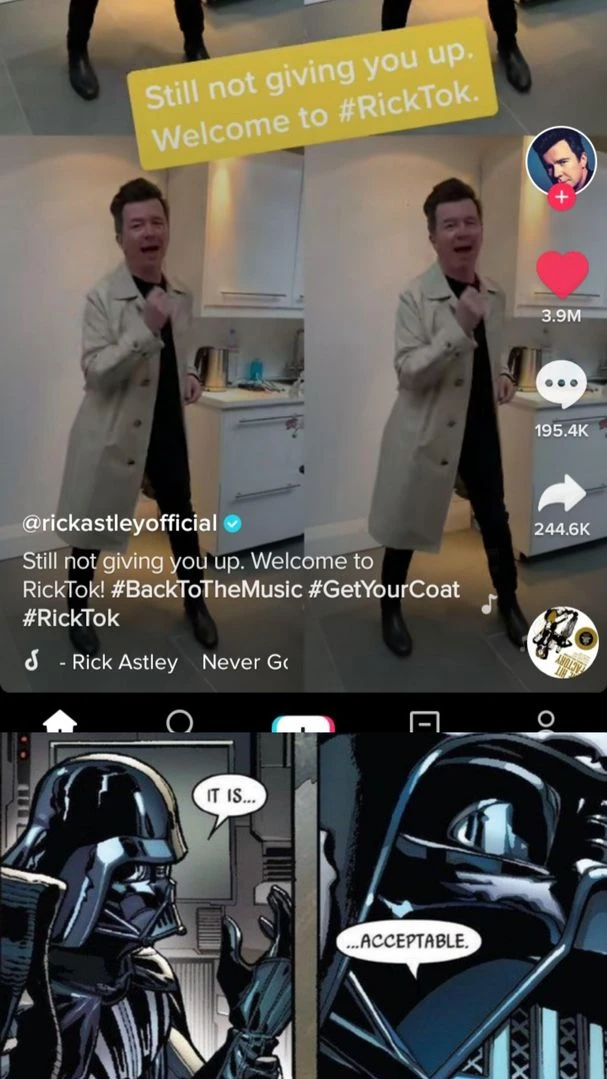 Still not giving you up.
Welcome to #RickTok.
3.9M
195.4K
244.6K
@rickastleyofficial
Still not giving you up. Welcome to
RickTok! #BackToTheMusic #GetYourCoat
#RickTok
- Rick Astley Never Go
IT IS...
...ACCEPTABLE.